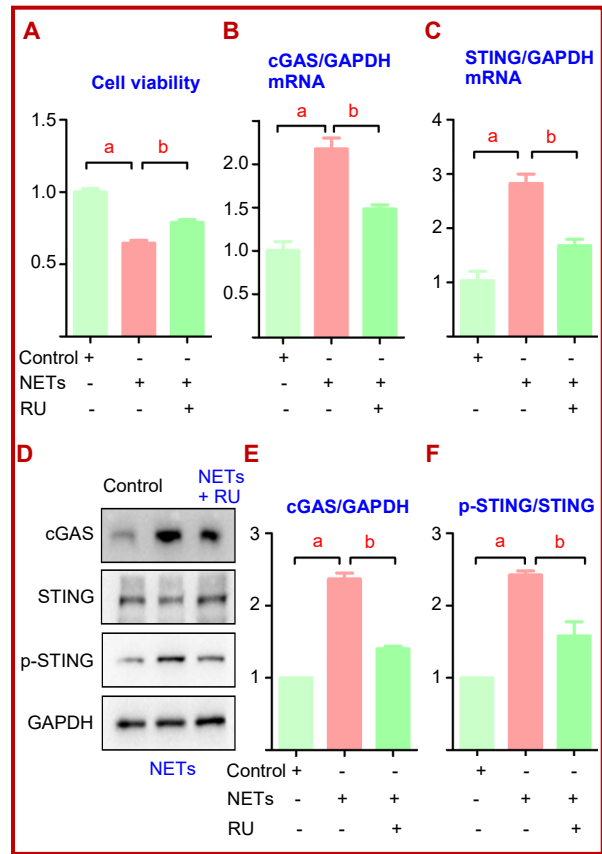 A
Cell viability
1.5
1.0
0.5
a
b
B
cGAS/GAPDH
mRNA
2.0
1.5
1.0
0.5
a
b
C
STING/GAPDH
mRNA
4
3
2
1
a
b
Control + - - + - - + - -
NETs - + + - + + - + +
RU - - + - - + - - +
D
Control
NETs
+ RU
cGAS
STING
p-STING
GAPDH
NETs
E
cGAS/GAPDH
3
2
1
a
b
F
p-STING/STING
3
2
1
a
b
Control + - - + - -
NETs - + + - + +
RU - - + - - +